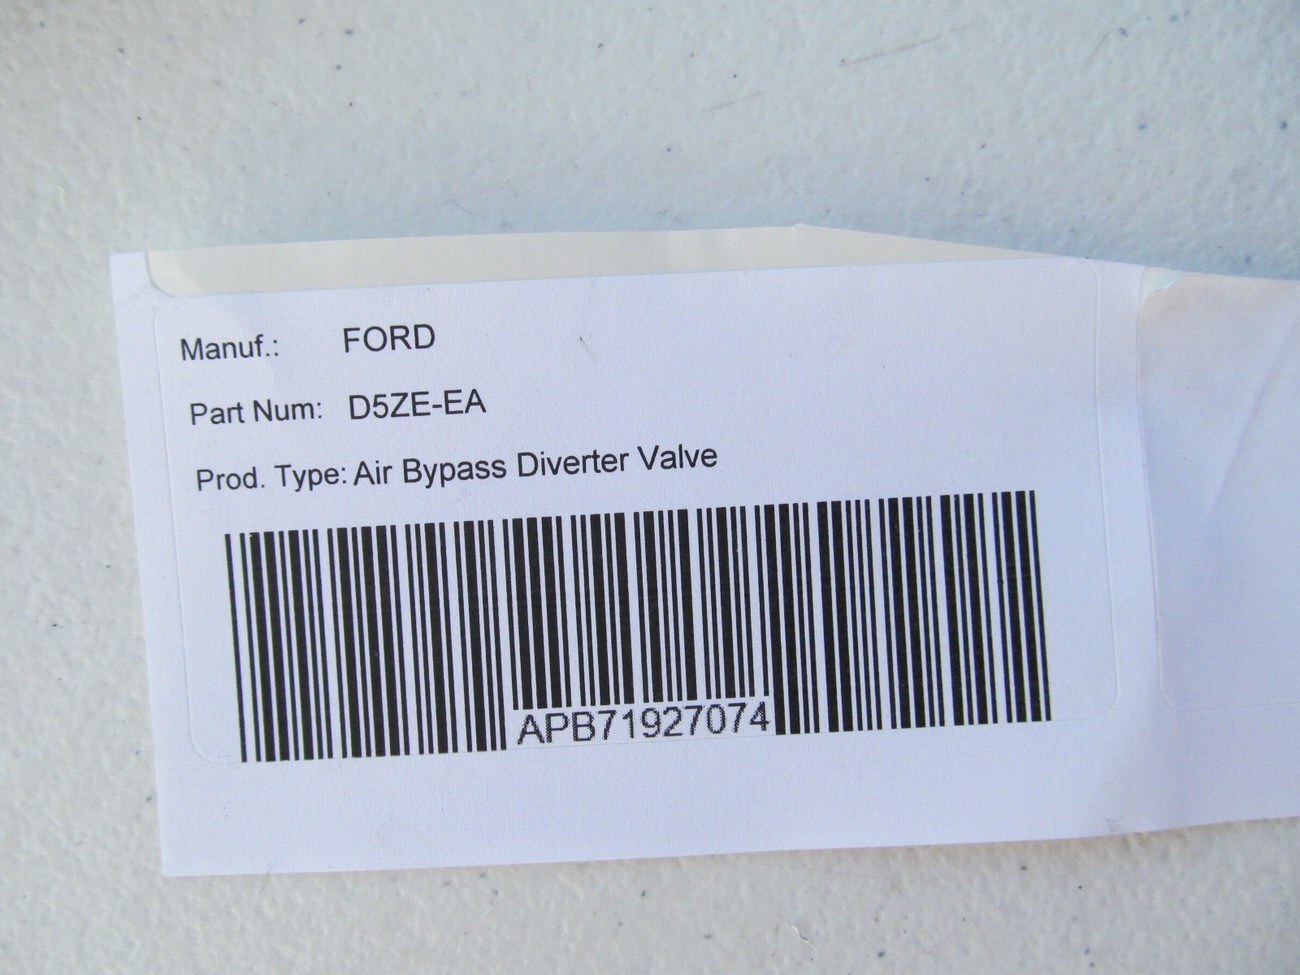 Manuf.: FORD
Part Num: D5ZE-EA
Prod. Type: Air Bypass Diverter Valve
APB71927074